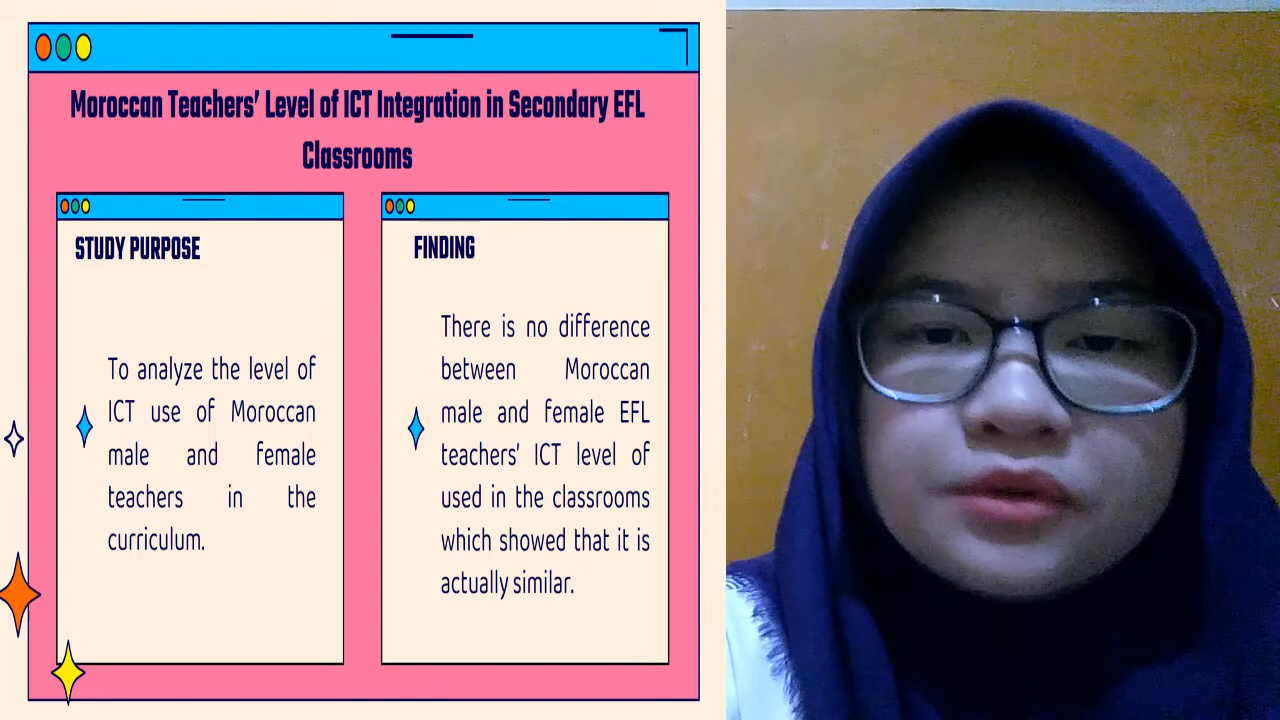 Moroccan Teachers' Level of ICT Integration in Secondary EFL
Classrooms
STUDY PURPOSE
To analyze the level of
ICT use of Moroccan
male and female
teachers in the
curriculum.
FINDING
There is no difference
between Moroccan
male and female EFL
teachers' ICT level of
used in the classrooms
which showed that it is
actually similar.